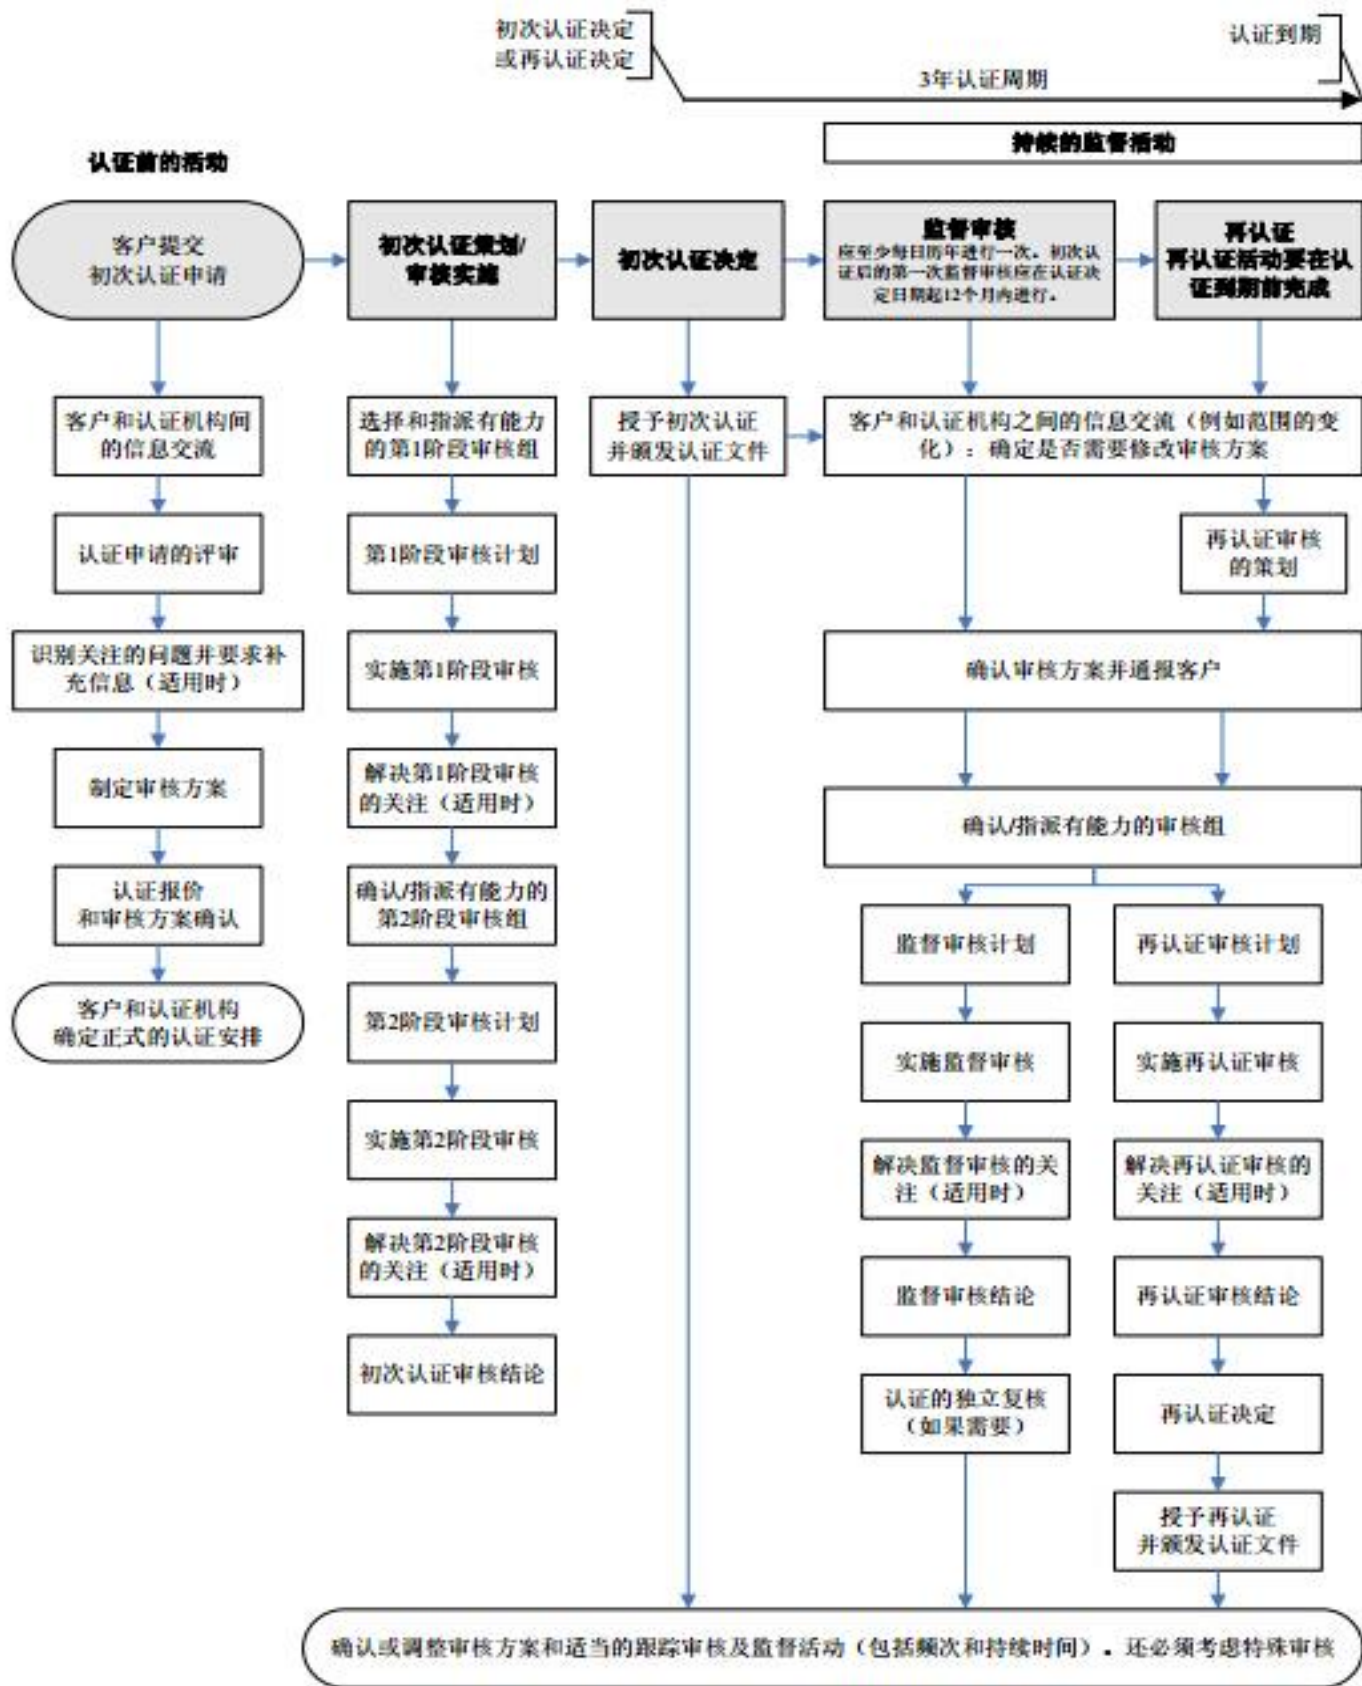 初次认证决定
或再认证决定
认证到期
3年认证周期
持续的监督活动
认证前的活动
客户提交
初次认证申请
初次认证策划/
审核实施
初次认证决定
监督审核
应至少每日历年进行一次。初次认
证后的第一次监督审核应在认证决
定日期起12个月内进行。
再认证
再认证活动要在认
证到期前完成
客户和认证机构间
的信息交流
认证申请的评审
识别关注的问题并要求补
充信息（适用时）
制定审核方案
认证报价
和审核方案确认
客户和认证机构
确定正式的认证安排
选择和指派有能力
的第1阶段审核组
第1阶段审核计划
实施第1阶段审核
解决第1阶段审核
的关注（适用时）
确认/指派有能力的
第2阶段审核组
第2阶段审核计划
实施第2阶段审核
解决第2阶段审核
的关注（适用时）
初次认证审核结论
授予初次认证
并颁发认证文件
客户和认证机构之间的信息交流（例如范围的变
化）：确定是否需要修改审核方案
再认证审核
的策划
确认审核方案并通报客户
确认/指派有能力的审核组
监督审核计划
实施监督审核
解决监督审核的关
注（适用时）
监督审核结论
认证的独立复核
（如果需要）
再认证审核计划
实施再认证审核
解决再认证审核的
关注（适用时）
再认证审核结论
再认证决定
授予再认证
并颁发认证文件
确认或调整审核方案和适当的跟踪审核及监督活动（包括频次和持续时间）。还必须考虑特殊审核